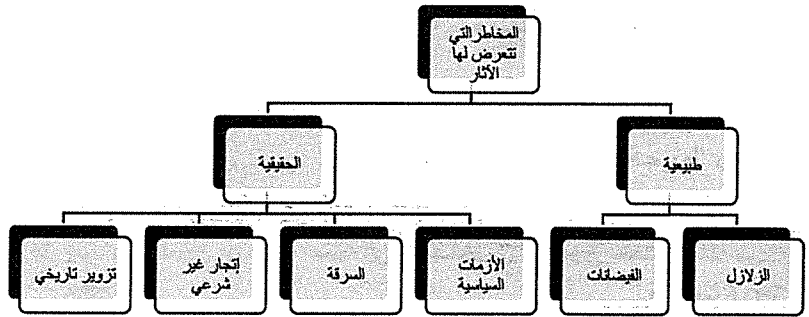 المخاطر التي
تتعرض لها
الآثار
طبيعية
الحقيقية
الزلازل
الفيضانات
الأزمات
السياسية
السرقة
إتجار غير
شرعي
تزوير تاريخي